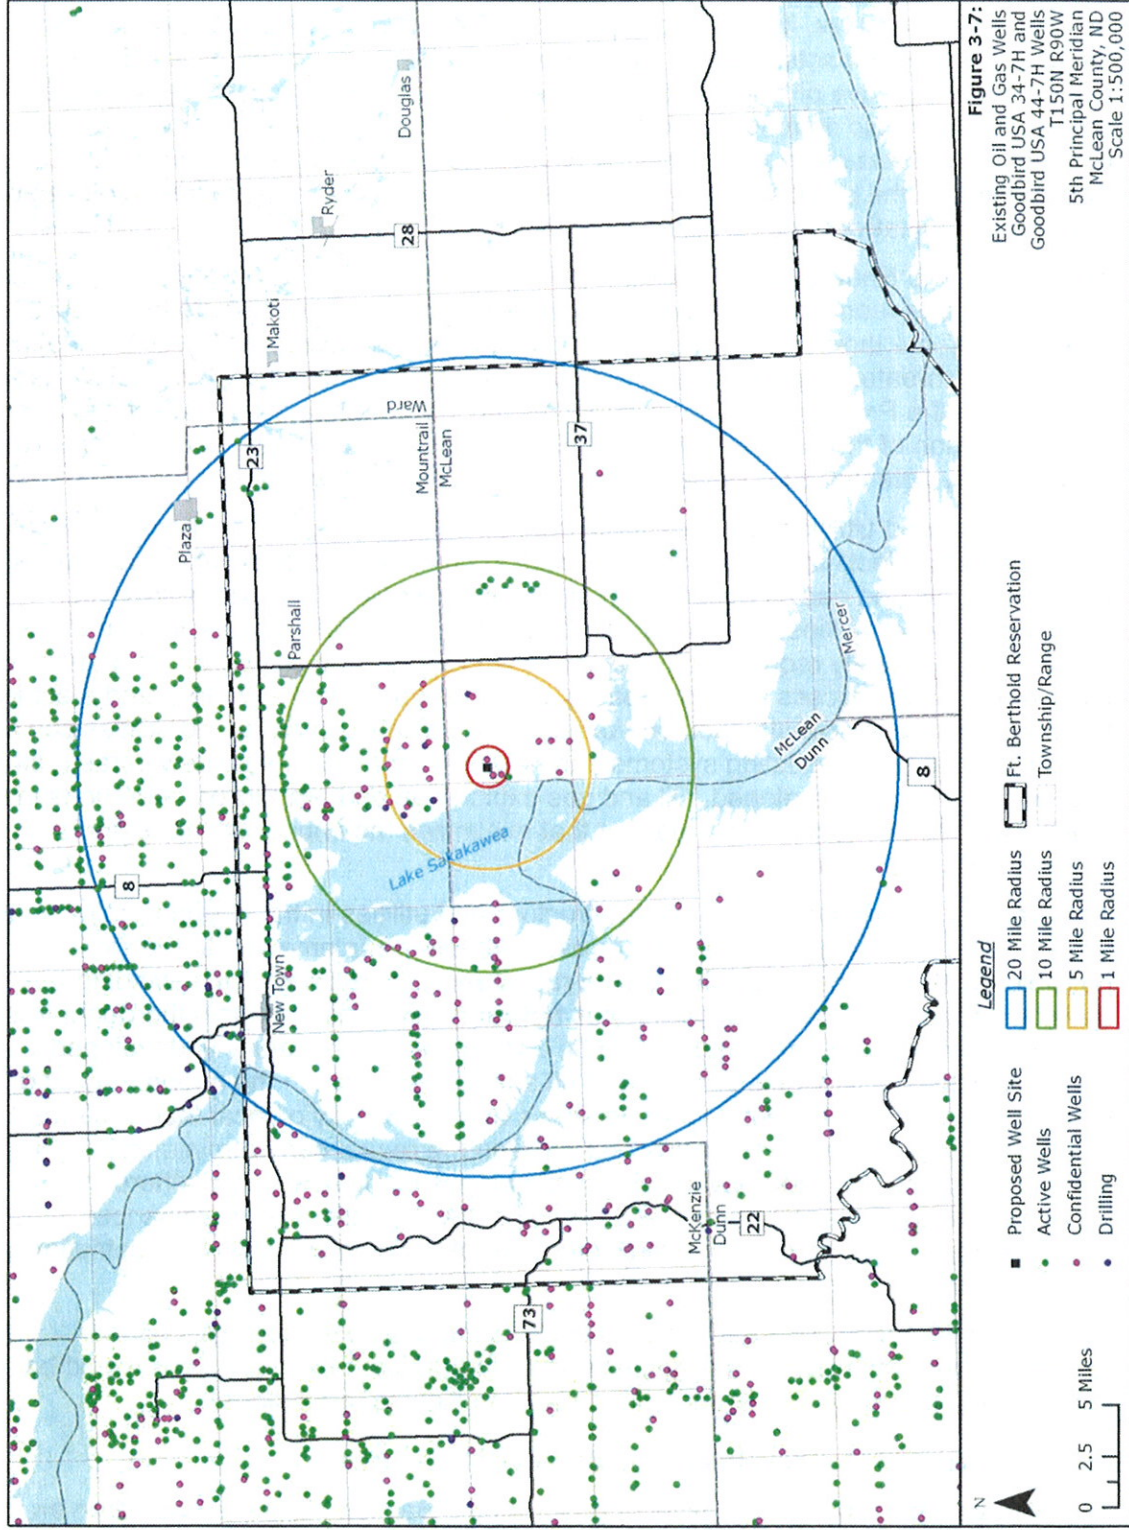 Plaza
Douglas
Ryder
Makoti
Parshall
New Town
23
28
8
37
Ward
Mountrail
McLean
Lake Sakakawea
Mercer
McLean
Dunn
8
McKenzie
Dunn
22
73
N
0 2.5 5 Miles
Legend
Proposed Well Site
Active Wells
Confidential Wells
Drilling
20 Mile Radius
10 Mile Radius
5 Mile Radius
1 Mile Radius
Ft. Berthold Reservation
Township/Range
Figure 3-7:
Existing Oil and Gas Wells
Goodbird USA 34-7H and
Goodbird USA 44-7H Wells
T150N R90W
5th Principal Meridian
McLean County, ND
Scale 1:500,000